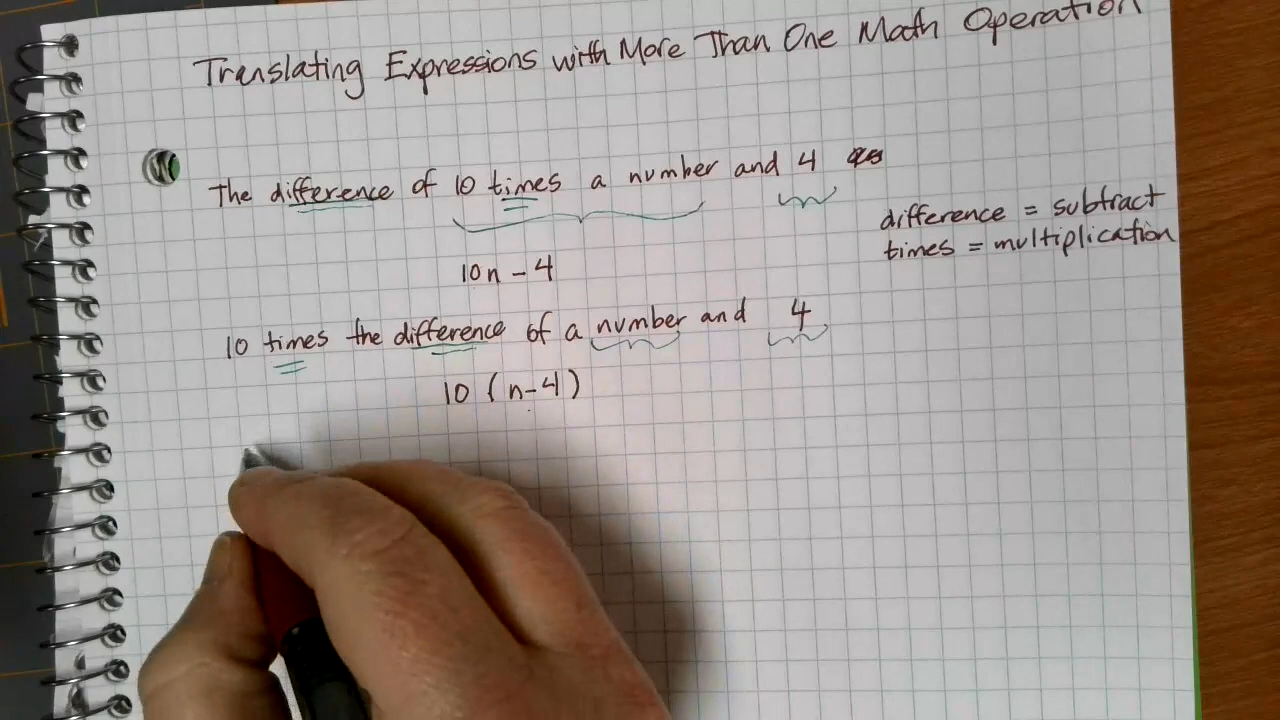 Translating Expressions with More Than One Math Operation
The difference of 10 times a number and 4
difference = subtract
times = multiplication
10n - 4
10 times the difference of a number and 4
10 (n-4)